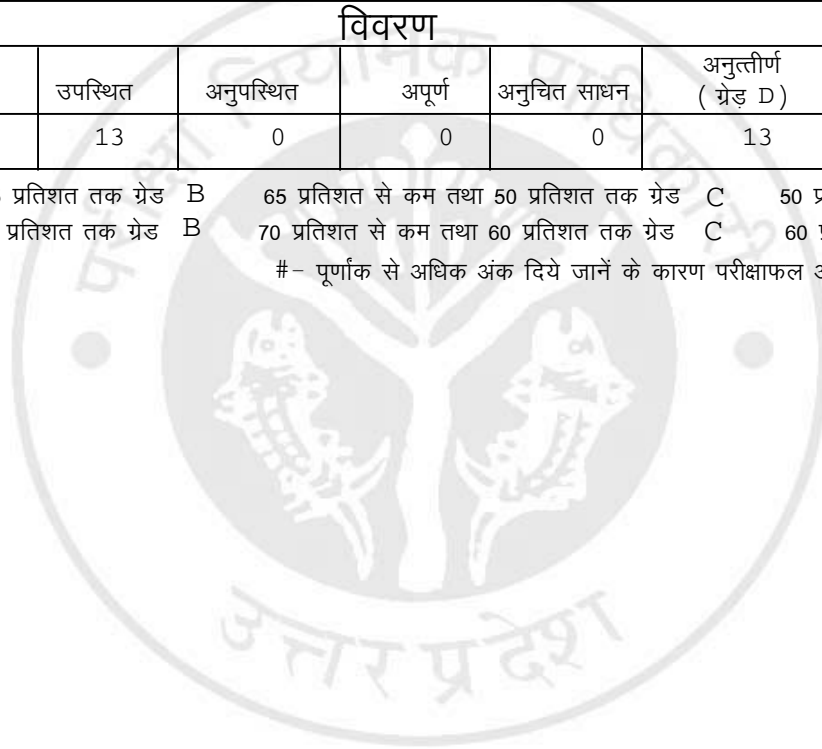 विवरण
उपस्थित अनुपस्थित अपूर्ण अनुचित साधन अनुत्तीर्ण ( ग्रेड़ D )
13 0 0 0 13
प्रतिशत तक ग्रेड B 65 प्रतिशत से कम तथा 50 प्रतिशत तक ग्रेड C 50
प्रतिशत तक ग्रेड B 70 प्रतिशत से कम तथा 60 प्रतिशत तक ग्रेड C 60
#- पूर्णांक से अधिक अंक दिये जानें के कारण परीक्षाफल
परीक्षा नियामक प्राधिकारी
उत्तर प्रदेश